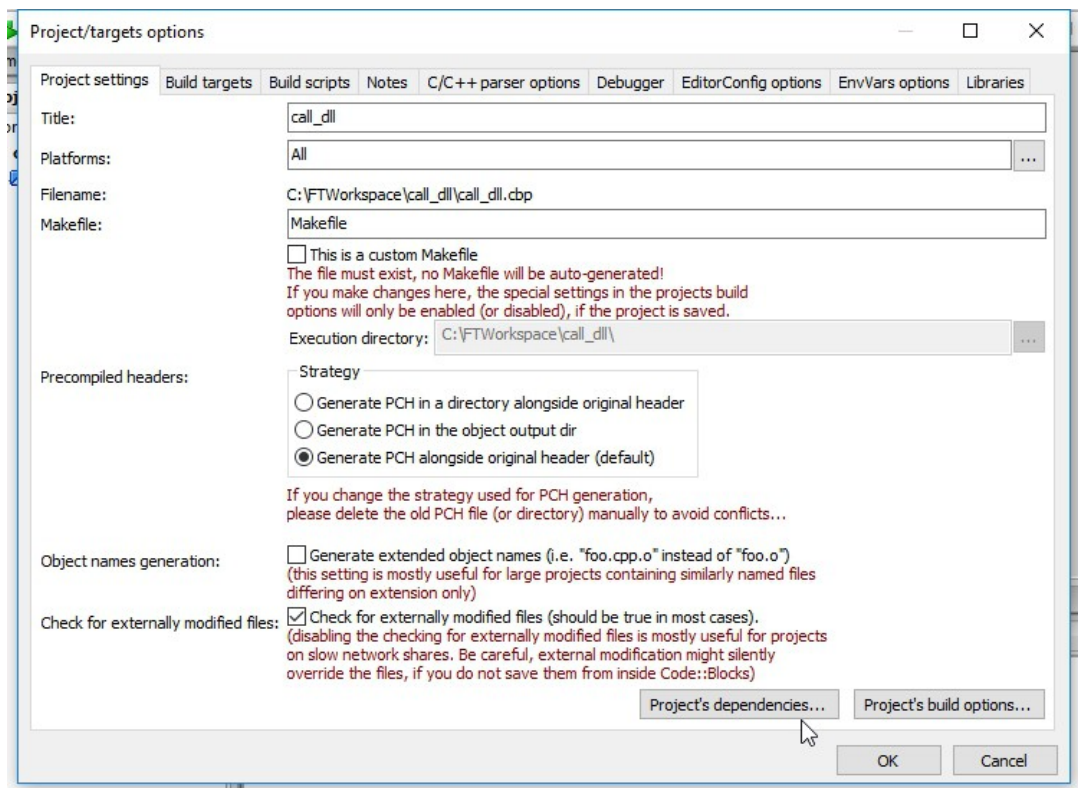 Project/targets options
Project settings Build targets Build scripts Notes C/C++ parser options Debugger EditorConfig options EnvVars options Libraries
Title: call_dll
Platforms: All ...
Filename: C:\FTWorkspace\call_dll\call_dll.cbp
Makefile: Makefile
This is a custom Makefile
The file must exist, no Makefile will be auto-generated!
If you make changes here, the special settings in the projects build
options will only be enabled (or disabled), if the project is saved.
Execution directory: C:\FTWorkspace\call_dll\ ...
Precompiled headers: Strategy
Generate PCH in a directory alongside original header
Generate PCH in the object output dir
Generate PCH alongside original header (default)
If you change the strategy used for PCH generation,
please delete the old PCH file (or directory) manually to avoid conflicts...
Object names generation: Generate extended object names (i.e. "foo.cpp.o" instead of "foo.o")
(this setting is mostly useful for large projects containing similarly named files
differing on extension only)
Check for externally modified files: Check for externally modified files (should be true in most cases).
(disabling the checking for externally modified files is mostly useful for projects
on slow network shares. Be careful, external modification might silently
override the files, if you do not save them from inside Code::Blocks)
Project's dependencies... Project's build options...
OK Cancel